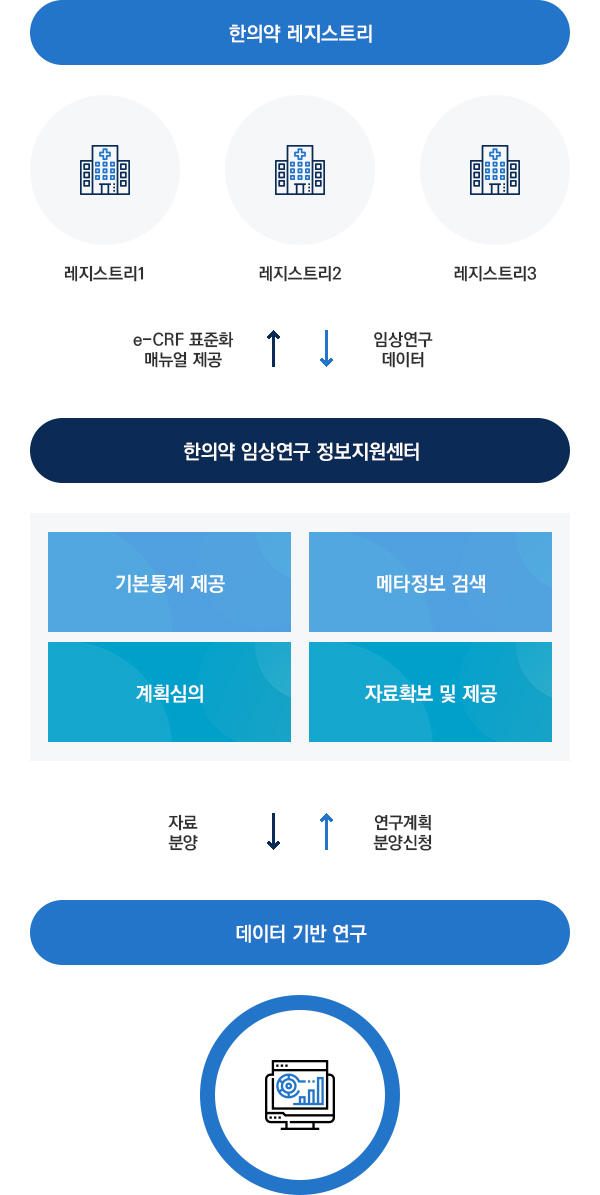 한의약 레지스트리
레지스트리1
레지스트리2
레지스트리3
e-CRF 표준화
매뉴얼 제공
임상연구
데이터
한의약 임상연구 정보지원센터
기본통계 제공
메타정보 검색
계획심의
자료확보 및 제공
자료
분양
연구계획
분양신청
데이터 기반 연구